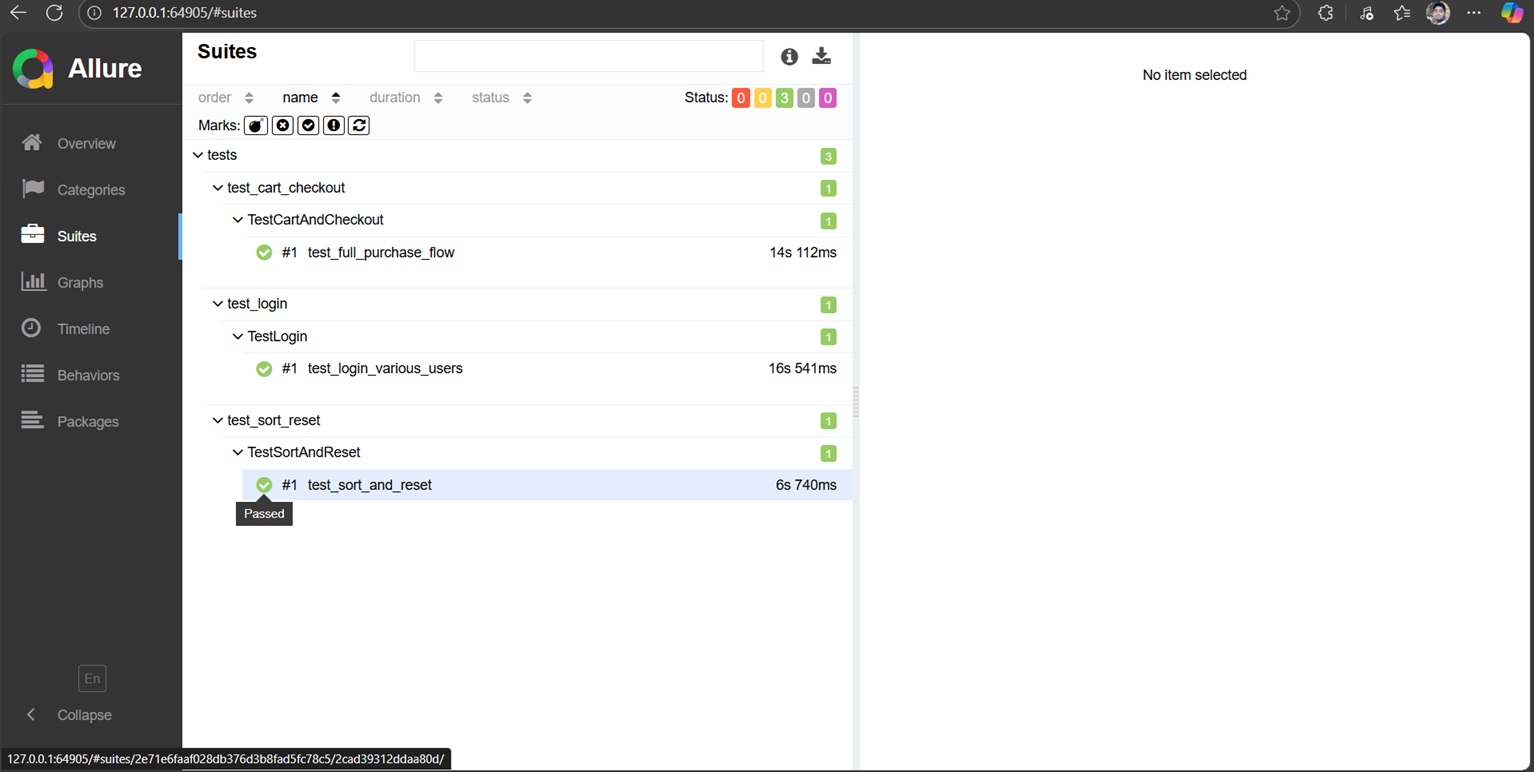 127.0.0.1:64905/#suites
Allure
Overview
Categories
Suites
Graphs
Timeline
Behaviors
Packages
En
Collapse
Suites
order name duration status Status: 0 0 3 0 0
Marks:
tests 3
test_cart_checkout 1
TestCartAndCheckout 1
#1 test_full_purchase_flow 14s 112ms
test_login 1
TestLogin 1
#1 test_login_various_users 16s 541ms
test_sort_reset 1
TestSortAndReset 1
#1 test_sort_and_reset 6s 740ms
Passed
No item selected
127.0.0.1:64905/#suites/2e71e6faaf028db376d3b8fad5fc78c5/2cad39312ddaa80d/